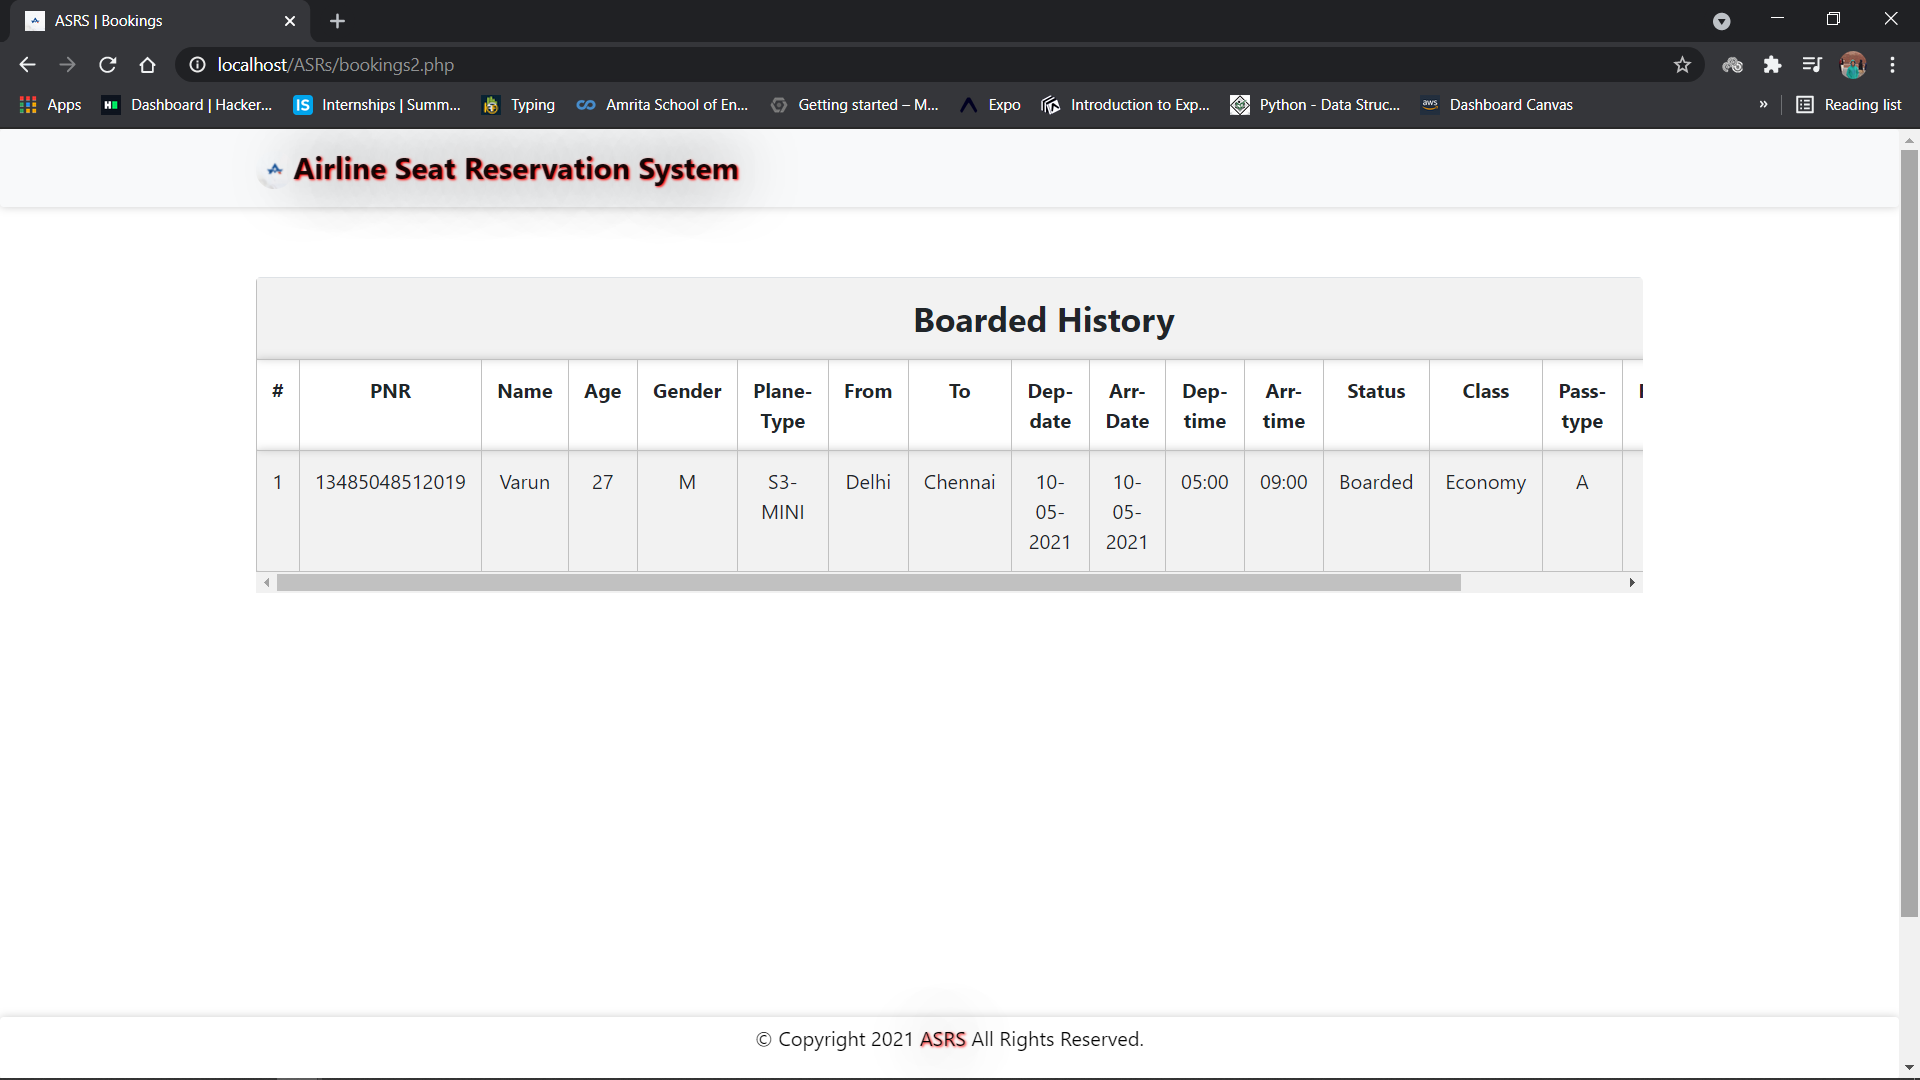 ASRS | Bookings
localhost/ASRs/bookings2.php
Apps
Dashboard | Hacker...
IS Internships | Summ...
Typing
Amrita School of En...
Getting started – M...
Expo
Introduction to Exp...
Python - Data Struc...
aws Dashboard Canvas
»
Reading list
Airline Seat Reservation System
Boarded History
# PNR Name Age Gender Plane- From To Dep- Arr- Dep- Arr- Status Class Pass-
Type date Date time time type
1 13485048512019 Varun 27 M S3- Delhi Chennai 10- 10- 05:00 09:00 Boarded Economy A
MINI 05- 05-
2021 2021
© Copyright 2021 ASRS All Rights Reserved.